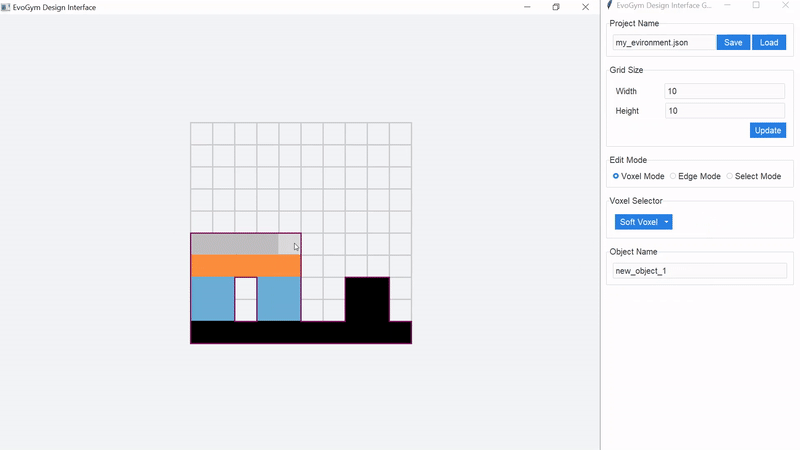 EvoGym Design Interface
EvoGym Design Interface G...
Project Name
my_evironment.json
Save
Load
Grid Size
Width
10
Height
10
Update
Edit Mode
Voxel Mode
Edge Mode
Select Mode
Voxel Selector
Soft Voxel
Object Name
new_object_1